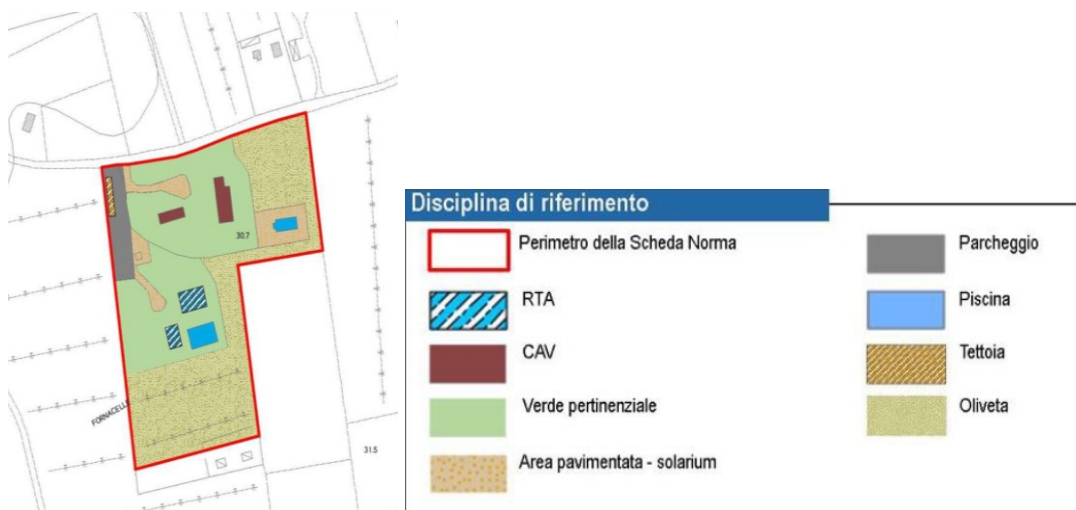 30.7
FORNACELLE
31.5
Disciplina di riferimento
Perimetro della Scheda Norma
RTA
CAV
Verde pertinenziale
Area pavimentata - solarium
Parcheggio
Piscina
Tettoia
Oliveta